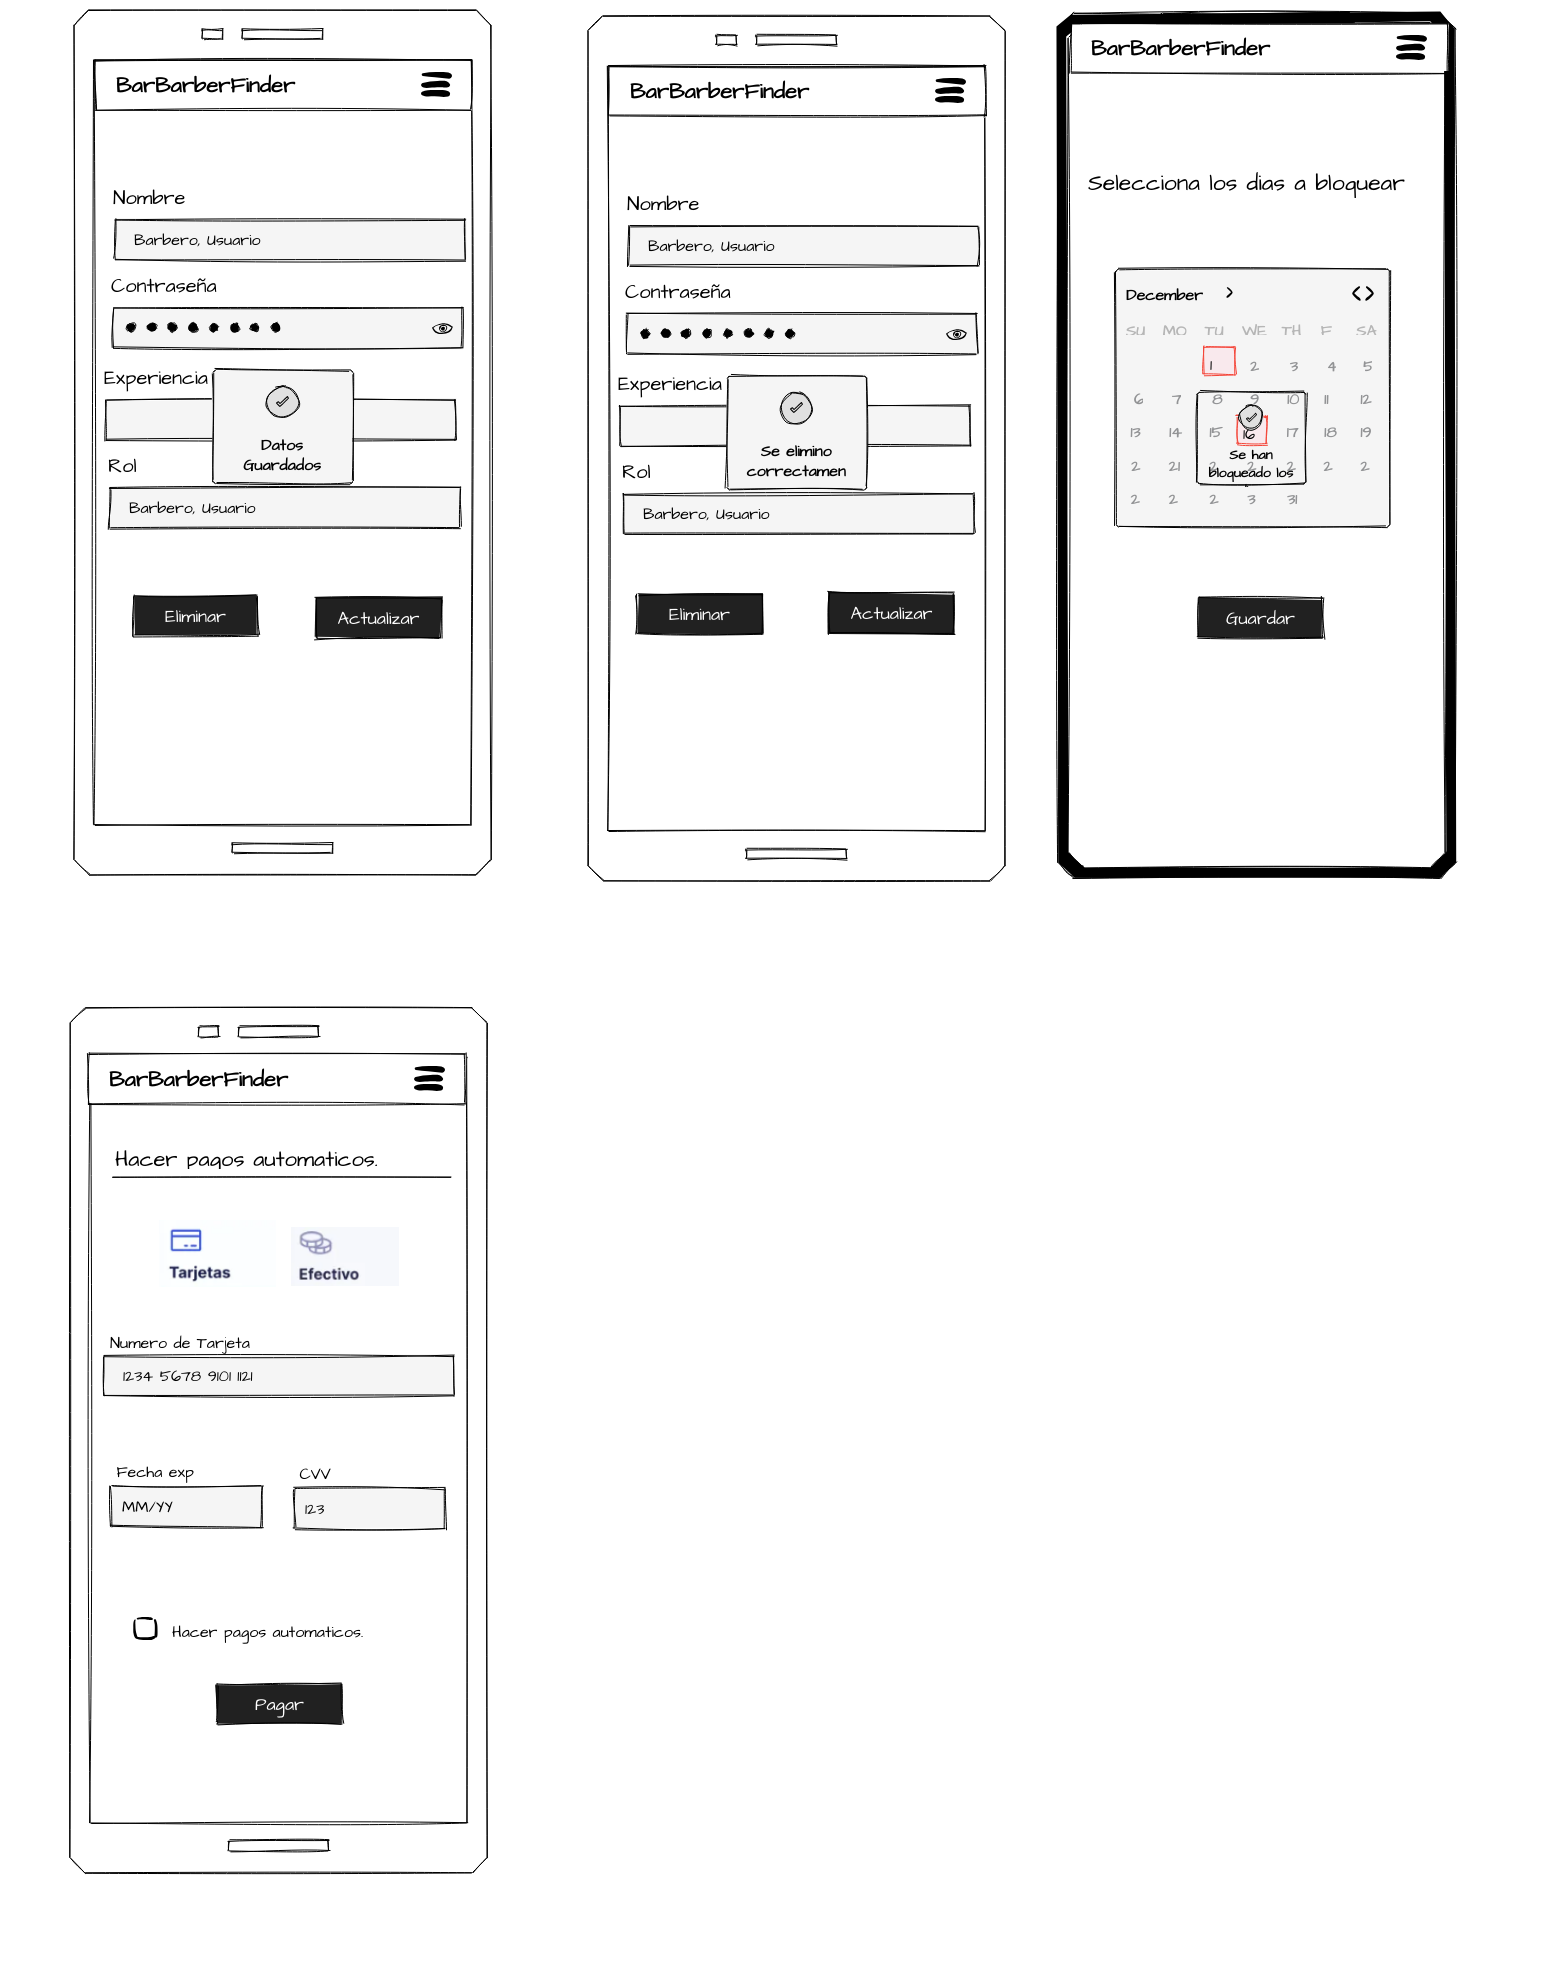 BarBarberFinder
Nombre
Barbero, Usuario
Contraseña
Experiencia
Datos
Guardados
Rol
Barbero, Usuario
Eliminar
Actualizar
BarBarberFinder
Nombre
Barbero, Usuario
Contraseña
Experiencia
Se elimino
correctamen
Rol
Barbero, Usuario
Eliminar
Actualizar
BarBarberFinder
Selecciona los dias a bloquear
December
SU MO TU WE TH F SA
1 2 3 4 5
6 7 8 9 10 11 12
13 14 15 16 17 18 19
Se han
2 21 2 2 2 2 2
bloqueado los
2 2 2 3 31
Guardar
BarBarberFinder
Hacer pagos automaticos.
Tarjetas
Efectivo
Numero de Tarjeta
1234 5678 9101 1121
Fecha exp
CVV
MM/YY
123
Hacer pagos automaticos.
Pagar